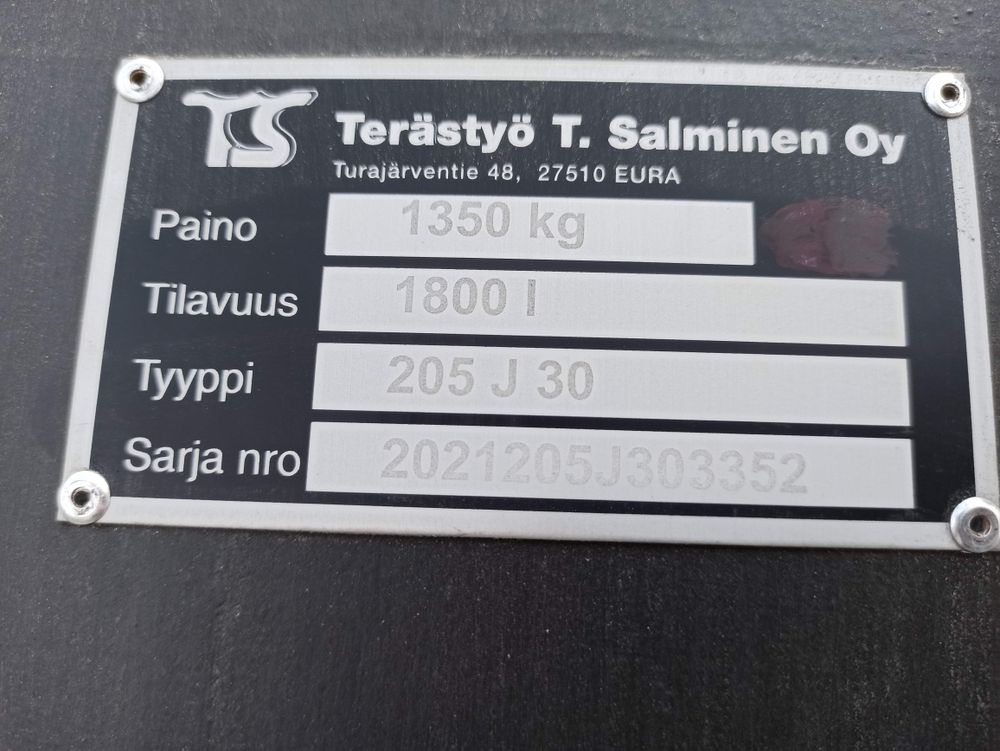 TS
Terästyö T. Salminen Oy
Turajärventie 48, 27510 EURA
Paino 1350 kg
Tilavuus 1800 l
Tyyppi 205 J 30
Sarja nro 2021205J303352